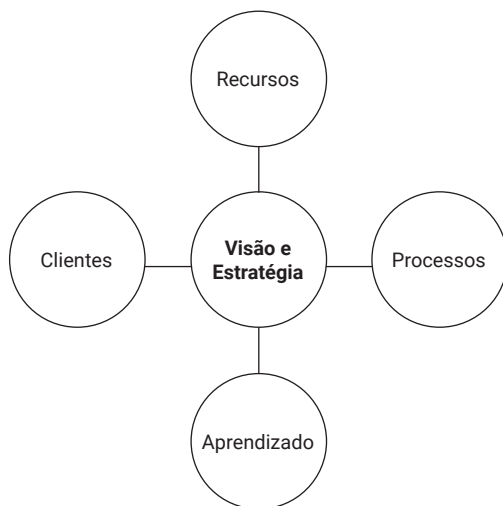 Recursos
Clientes
Visão e
Estratégia
Processos
Aprendizado